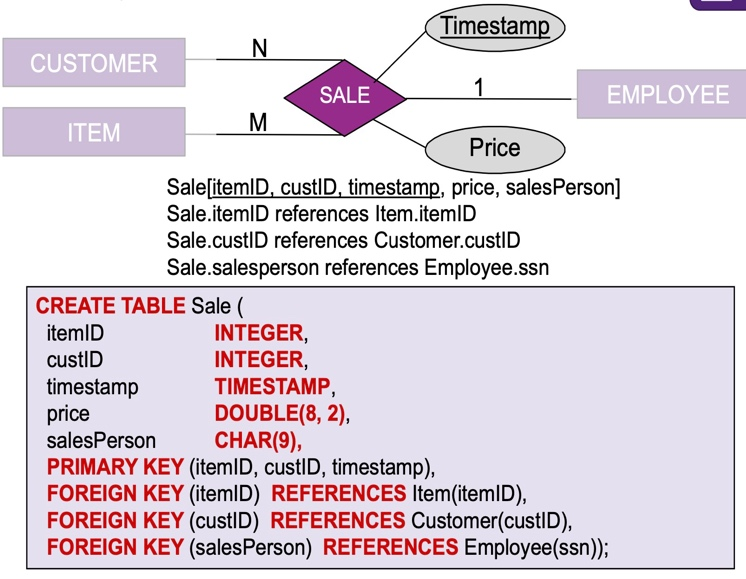 Timestamp
CUSTOMER
N
SALE
1
EMPLOYEE
ITEM
M
Price
Sale[itemID, custID, timestamp, price, salesPerson]
Sale.itemID references Item.itemID
Sale.custID references Customer.custID
Sale.salesperson references Employee.ssn
CREATE TABLE Sale (
itemID INTEGER,
custID INTEGER,
timestamp TIMESTAMP,
price DOUBLE(8, 2),
salesPerson CHAR(9),
PRIMARY KEY (itemID, custID, timestamp),
FOREIGN KEY (itemID) REFERENCES Item(itemID),
FOREIGN KEY (custID) REFERENCES Customer(custID),
FOREIGN KEY (salesPerson) REFERENCES Employee(ssn));